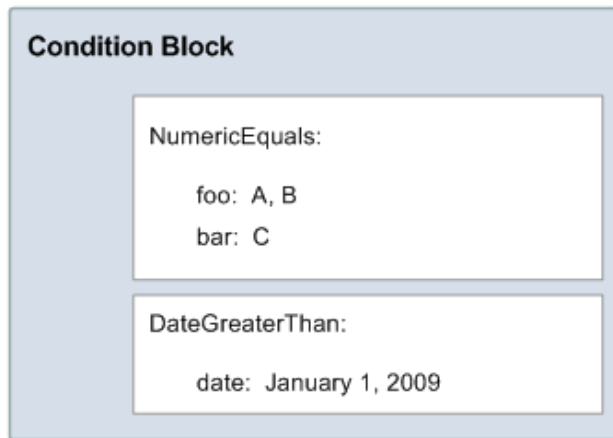 Condition Block
NumericEquals:
foo: A, B
bar: C
DateGreaterThan:
date: January 1, 2009